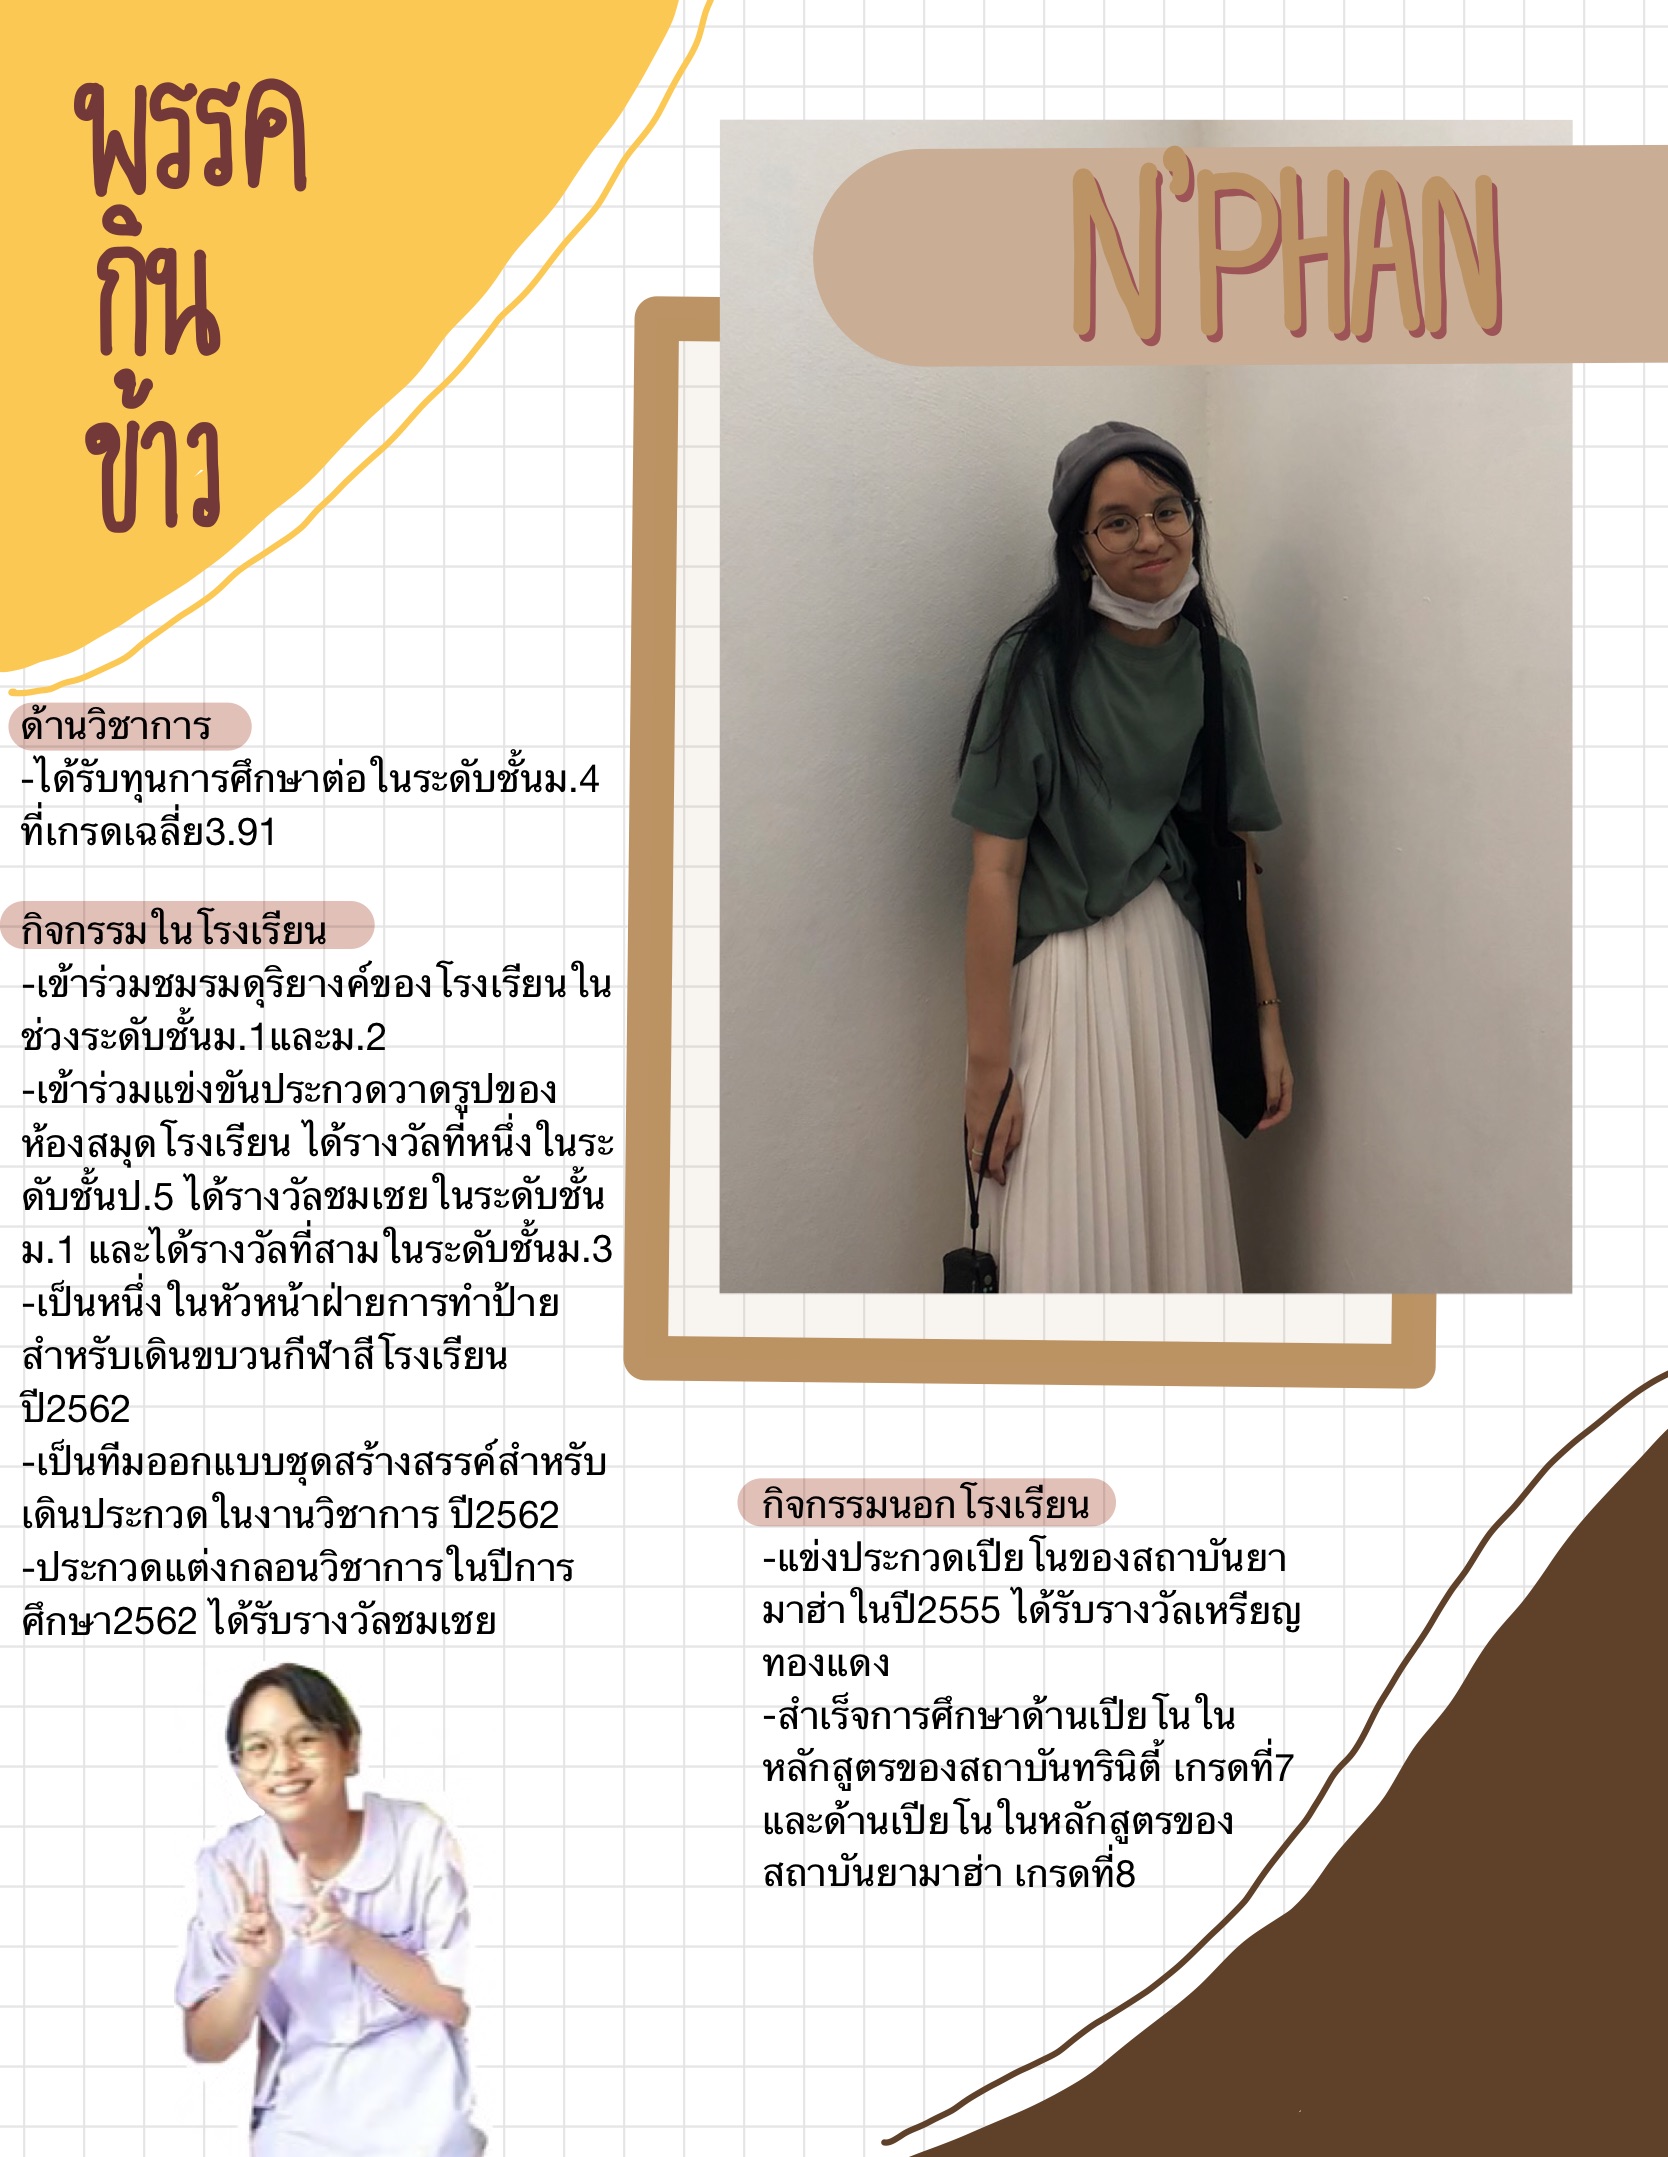 พรรค
กิน
ข้าว
N'PHAN
ด้านวิชาการ
-ได้รับทุนการศึกษาต่อในระดับชั้นม.4
ที่เกรดเฉลี่ย3.91
กิจกรรมในโรงเรียน
-เข้าร่วมชมรมดุริยางค์ของโรงเรียนใน
ช่วงระดับชั้นม.1และม.2
-เข้าร่วมแข่งขันประกวดวาดรูปของ
ห้องสมุดโรงเรียน ได้รางวัลที่หนึ่งในระ
ดับชั้นป.5 ได้รางวัลชมเชยในระดับชั้น
ม.1 และได้รางวัลที่สามในระดับชั้นม.3
-เป็นหนึ่งในหัวหน้าฝ่ายการทำป้าย
สำหรับเดินขบวนกีฬาสีโรงเรียน
ปี2562
-เป็นทีมออกแบบชุดสร้างสรรค์สำหรับ
เดินประกวดในงานวิชาการ ปี2562
-ประกวดแต่งกลอนวิชาการในปีการ
ศึกษา2562 ได้รับรางวัลชมเชย
กิจกรรมนอกโรงเรียน
-แข่งประกวดเปียโนของสถาบันยา
มาฮ่าในปี2555 ได้รับรางวัลเหรียญ
ทองแดง
-สำเร็จการศึกษาด้านเปียโนใน
หลักสูตรของสถาบันทรินิตี้ เกรดที่7
และด้านเปียโนในหลักสูตรของ
สถาบันยามาฮ่า เกรดที่8